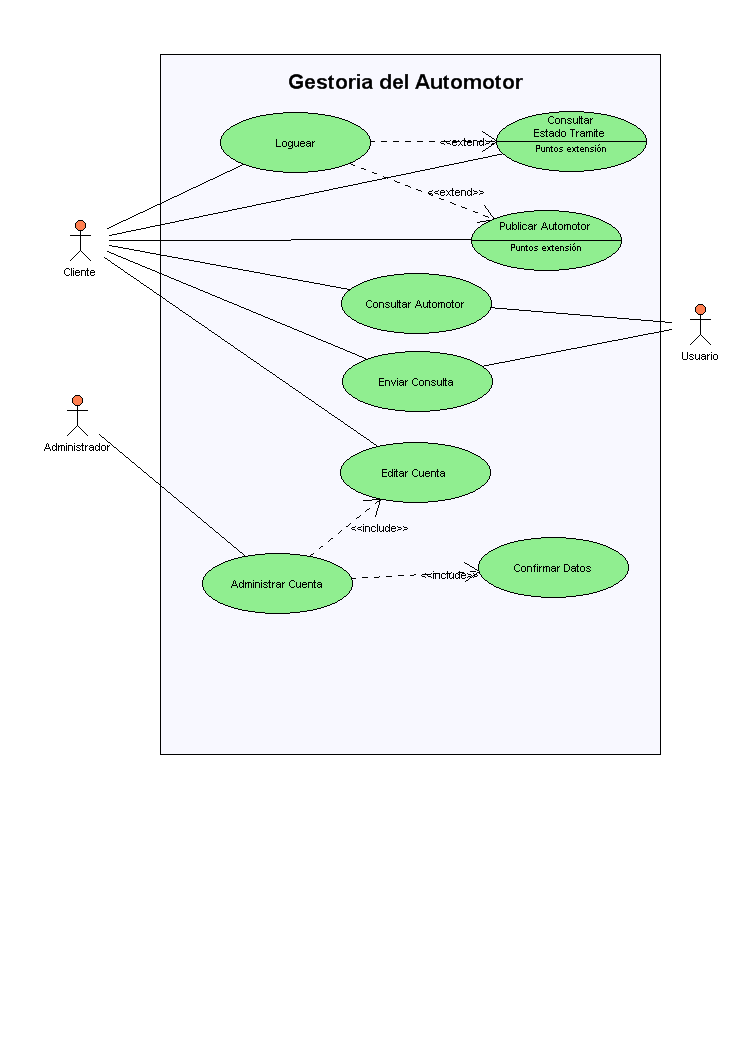 Gestoria del Automotor
Loguear
<<extend>>
Consultar
Estado Tramite
Puntos extensión
<<extend>>
Publicar Automotor
Puntos extensión
Cliente
Consultar Automotor
Usuario
Enviar Consulta
Administrador
Editar Cuenta
<<include>>
Administrar Cuenta
<<include>>
Confirmar Datos